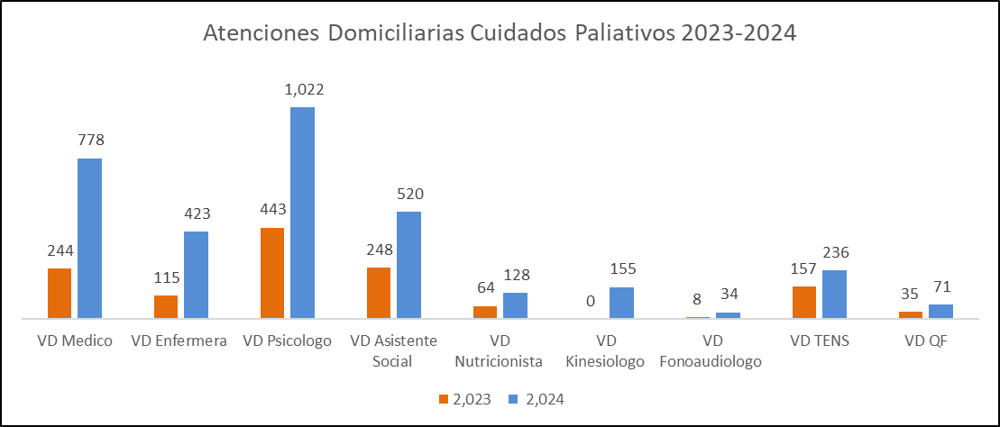 Atenciones Domiciliarias Cuidados Paliativos 2023-2024
244
778
115
423
443
1,022
248
520
64
128
0
155
8
34
157
236
35
71
VD Medico
VD Enfermera
VD Psicologo
VD Asistente
Social
VD
Nutricionista
VD
Kinesiologo
VD
Fonoaudiologo
VD TENS
VD QF
2,023
2,024